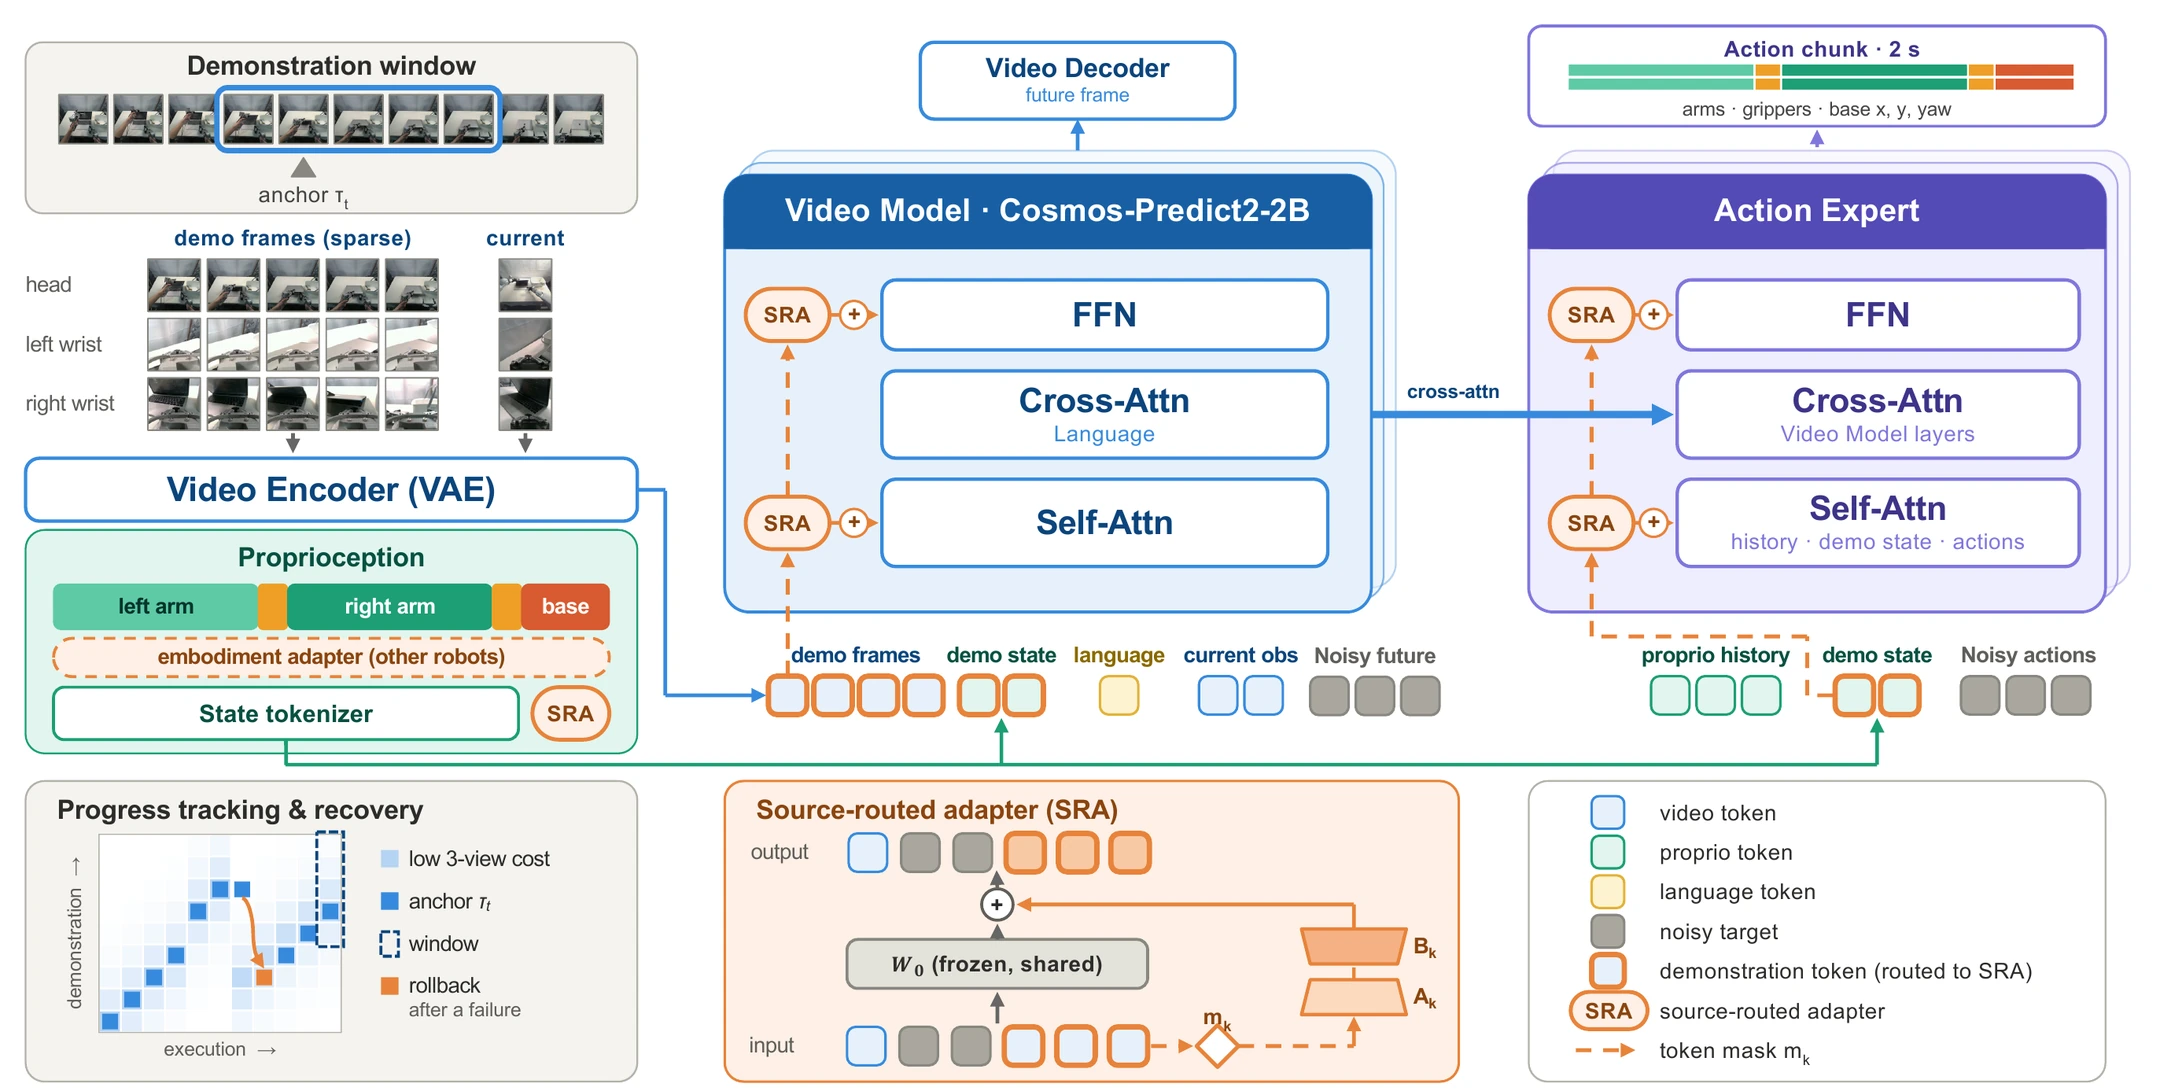 Demonstration window
anchor τt
demo frames (sparse)
current
head
left wrist
right wrist
Video Encoder (VAE)
Proprioception
left arm
right arm
base
embodiment adapter (other robots)
State tokenizer
SRA
Progress tracking & recovery
demonstration →
execution →
low 3-view cost
anchor τt
window
rollback
after a failure
Video Decoder
future frame
Video Model · Cosmos-Predict2-2B
SRA
+
FFN
Cross-Attn
Language
SRA
+
Self-Attn
cross-attn
demo frames
demo state
language
current obs
Noisy future
Action chunk · 2 s
arms · grippers · base x, y, yaw
Action Expert
SRA
+
FFN
Cross-Attn
Video Model layers
SRA
+
Self-Attn
history · demo state · actions
proprio history
demo state
Noisy actions
Source-routed adapter (SRA)
output
+
W0 (frozen, shared)
Bk
Ak
mk
input
video token
proprio token
language token
noisy target
demonstration token (routed to SRA)
SRA
source-routed adapter
token mask mk